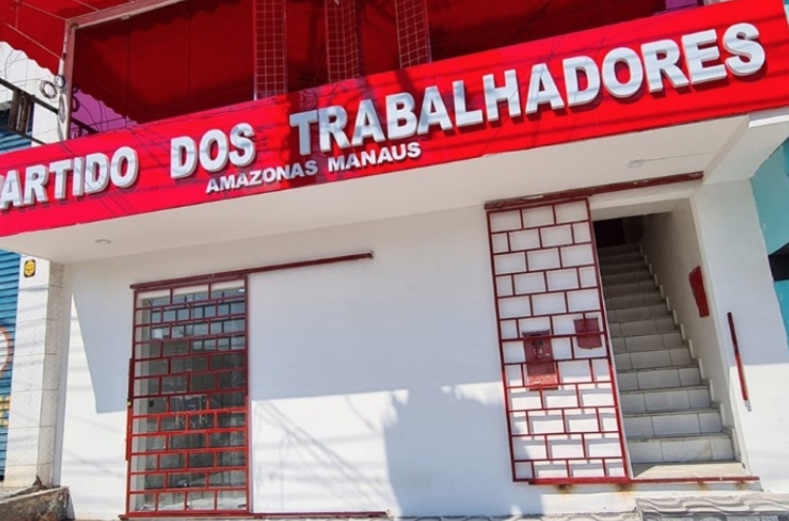 ARTIDO DOS TRABALHADORES
AMAZONAS MANAUS